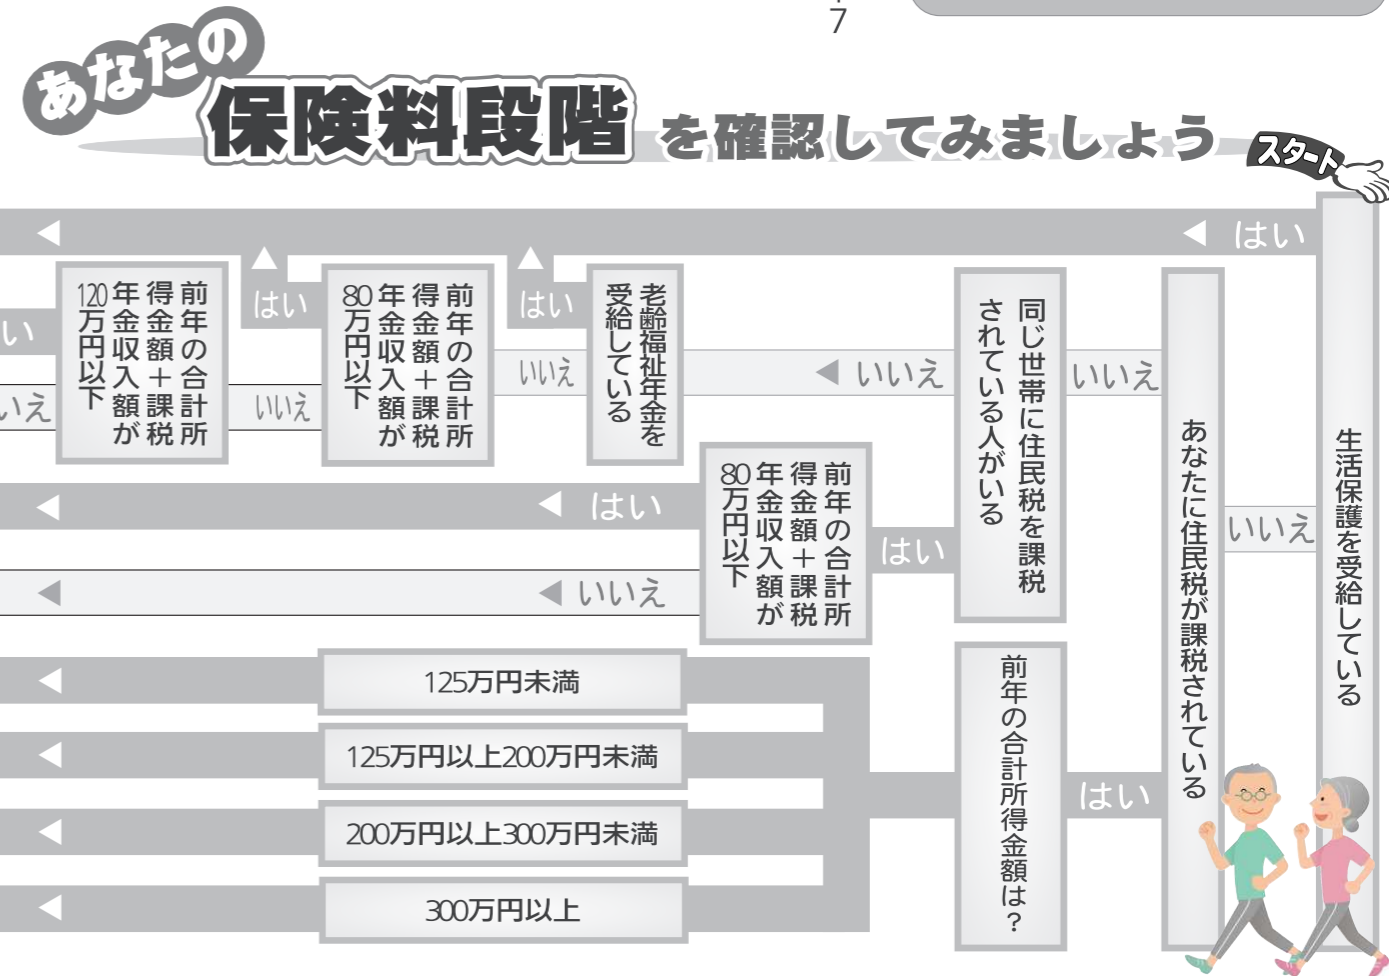 7
あなたの
保険料段階を確認してみましょう
スタート
生活保護を受給している
はい
いいえ
あなたに住民税が課税されている
いいえ
はい
同じ世帯に住民税を課税
されている人がいる
いいえ
はい
前年の合計所得金額は?
老齢福祉年金を
受給している
はい
いいえ
前年の合計所
得金額+課税
年金収入額が
80万円以下
はい
いいえ
前年の合計所
得金額+課税
年金収入額が
120万円以下
い
いえ
前年の合計所
得金額+課税
年金収入額が
80万円以下
はい
いいえ
125万円未満
125万円以上200万円未満
200万円以上300万円未満
300万円以上